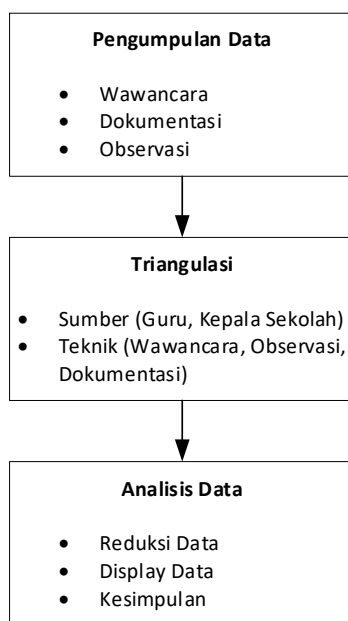 Pengumpulan Data
• Wawancara
• Dokumentasi
• Observasi
Triangulasi
• Sumber (Guru, Kepala Sekolah)
• Teknik (Wawancara, Observasi,
Dokumentasi)
Analisis Data
• Reduksi Data
• Display Data
• Kesimpulan